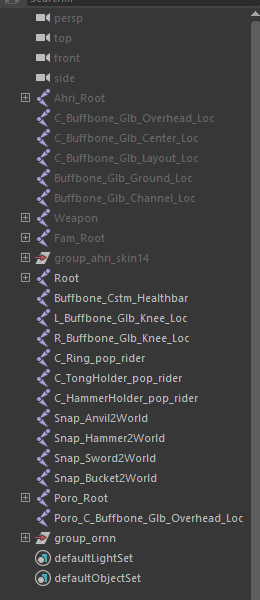 persp
top
front
side
Ahri_Root
C_Buffbone_Glb_Overhead_Loc
C_Buffbone_Glb_Center_Loc
C_Buffbone_Glb_Layout_Loc
Buffbone_Glb_Ground_Loc
Buffbone_Glb_Channel_Loc
Weapon
Fam_Root
group_ahri_skin14
Root
Buffbone_Cstm_Healthbar
L_Buffbone_Glb_Knee_Loc
R_Buffbone_Glb_Knee_Loc
C_Ring_pop_rider
C_TongHolder_pop_rider
C_HammerHolder_pop_rider
Snap_Anvil2World
Snap_Hammer2World
Snap_Sword2World
Snap_Bucket2World
Poro_Root
Poro_C_Buffbone_Glb_Overhead_Loc
group_ornn
defaultLightSet
defaultObjectSet